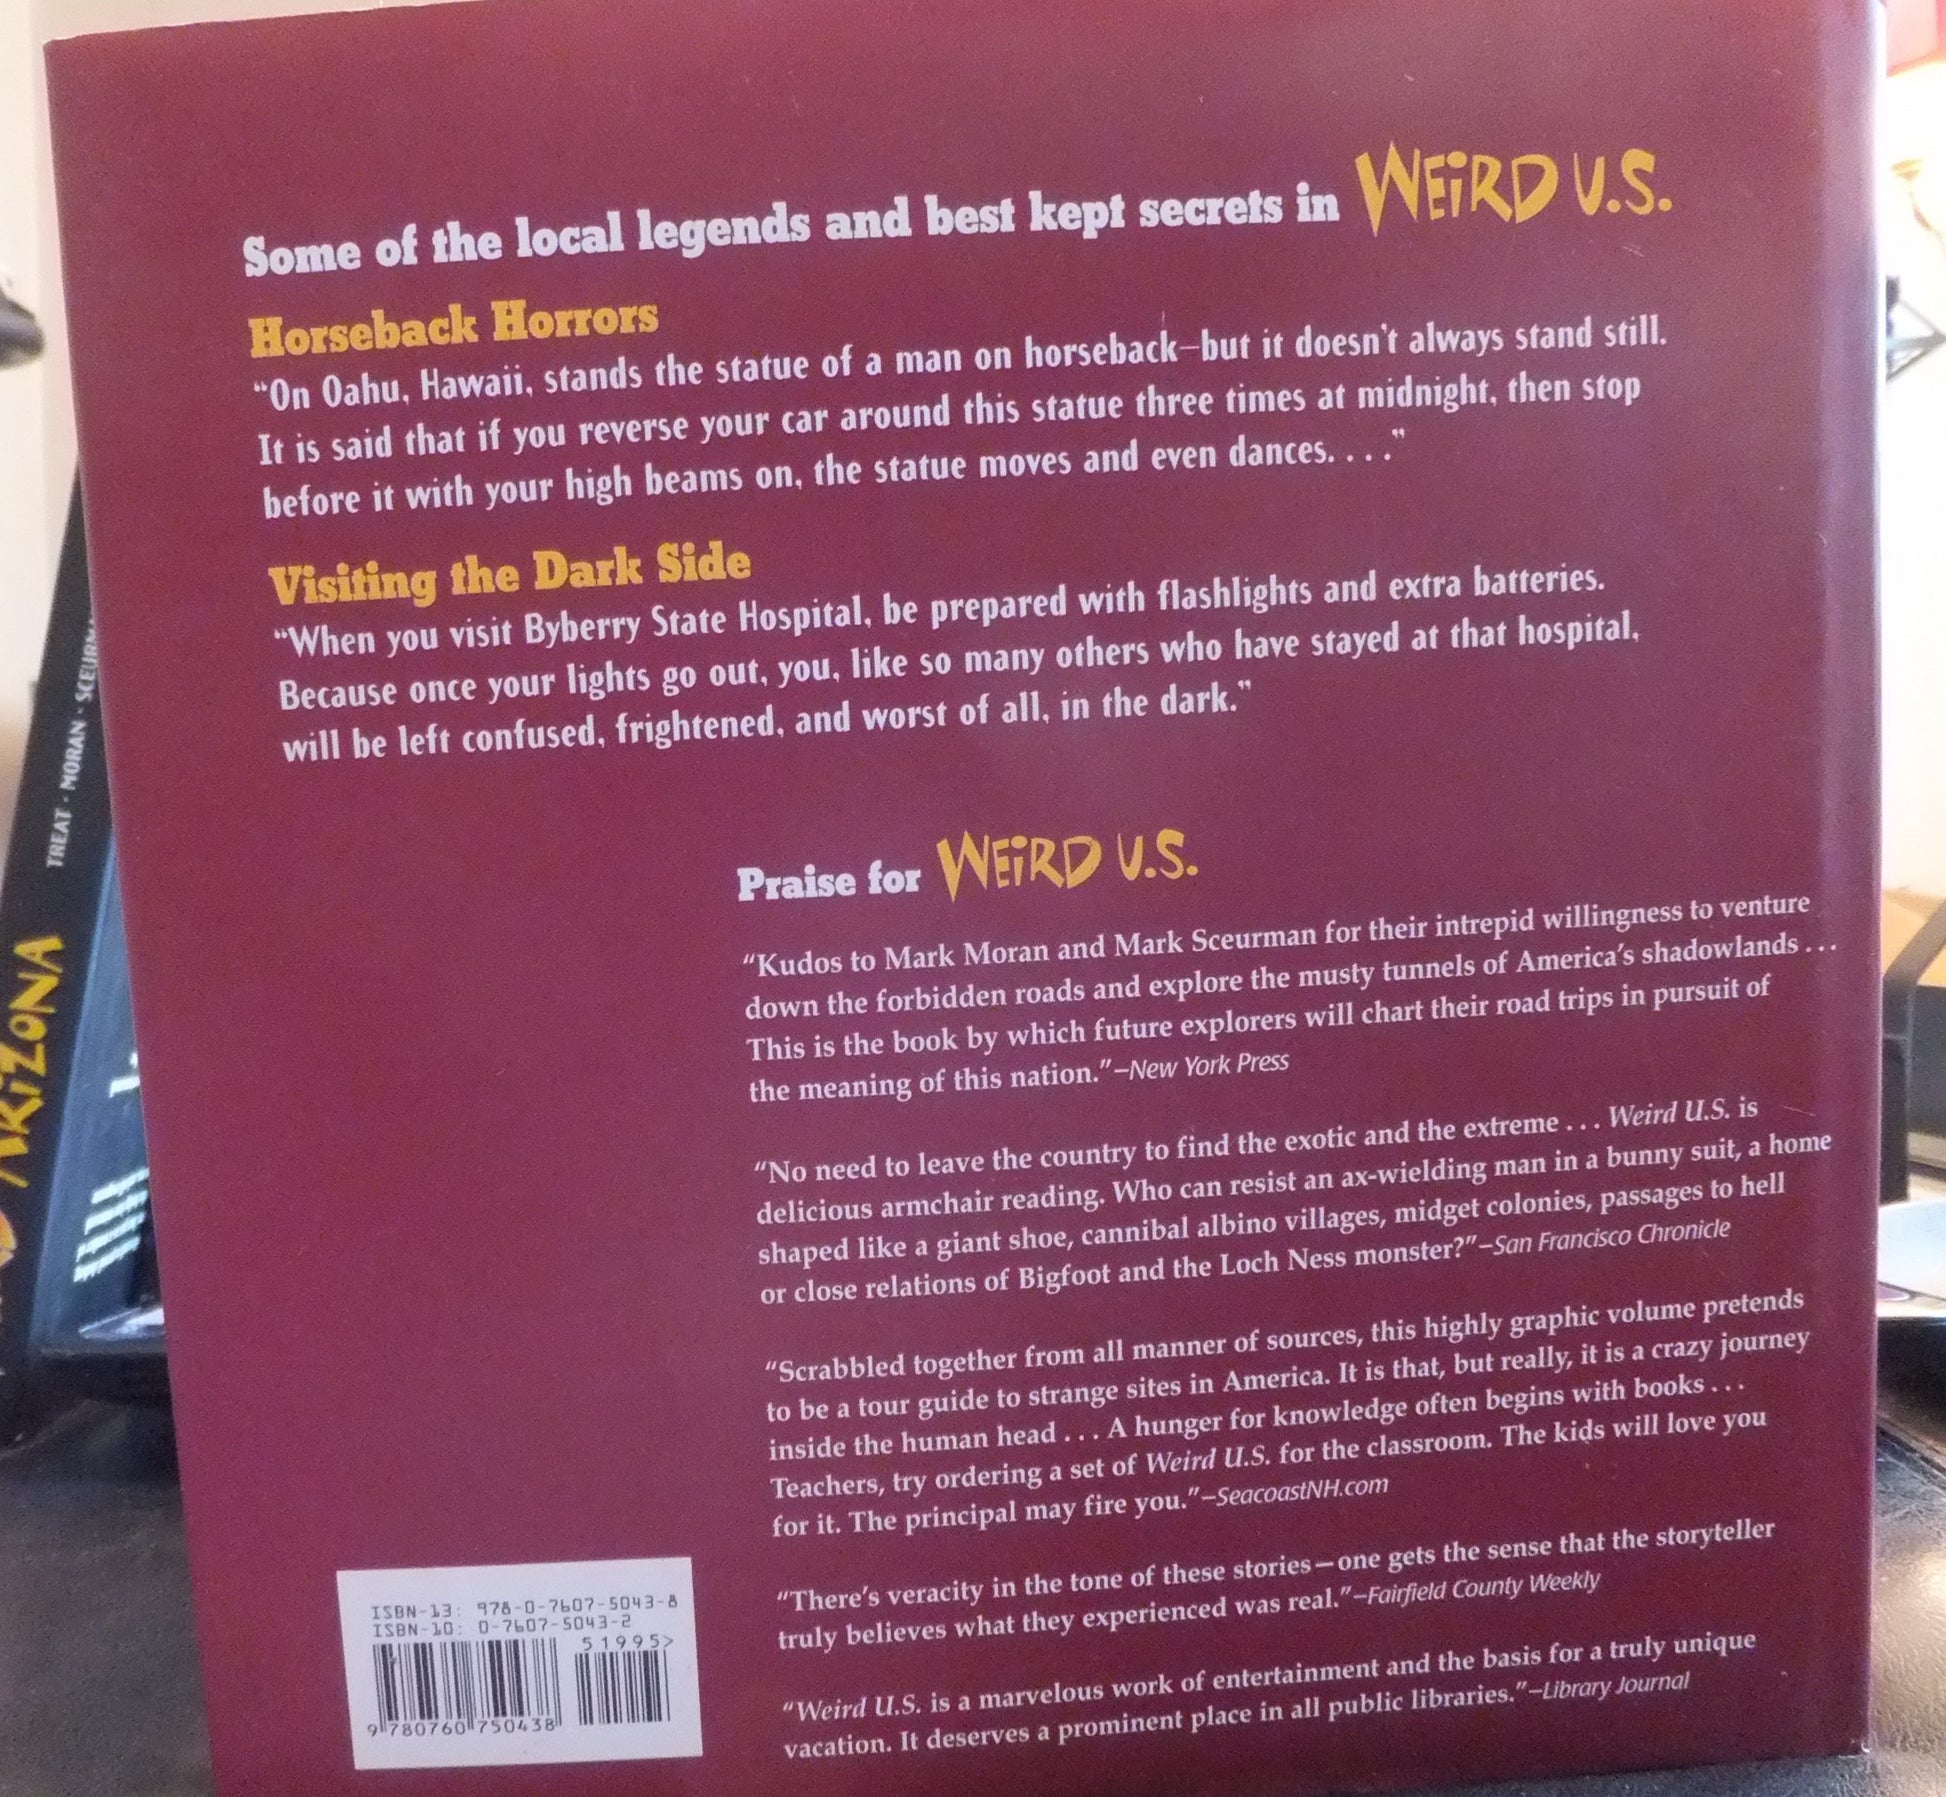 Some of the local legends and best kept secrets in WEiRD U.S.
Horseback Horrors
“On Oahu, Hawaii, stands the statue of a man on horseback—but it doesn't always stand still.
It is said that if you reverse your car around this statue three times at midnight, then stop
before it with your high beams on, the statue moves and even dances. . . .”
Visiting the Dark Side
“When you visit Byberry State Hospital, be prepared with flashlights and extra batteries.
Because once your lights go out, you, like so many others who have stayed at that hospital,
will be left confused, frightened, and worst of all, in the dark.”
Praise for WEiRD U.S.
“Kudos to Mark Moran and Mark Sceurman for their intrepid willingness to venture
down the forbidden roads and explore the musty tunnels of America’s shadowlands . . .
This is the book by which future explorers will chart their road trips in pursuit of
the meaning of this nation.”—New York Press
“No need to leave the country to find the exotic and the extreme . . . Weird U.S. is
delicious armchair reading. Who can resist an ax-wielding man in a bunny suit, a home
shaped like a giant shoe, cannibal albino villages, midget colonies, passages to hell
or close relations of Bigfoot and the Loch Ness monster?”—San Francisco Chronicle
“Scrabbled together from all manner of sources, this highly graphic volume pretends
to be a tour guide to strange sites in America. It is that, but really, it is a crazy journey
inside the human head . . . A hunger for knowledge often begins with books . . .
Teachers, try ordering a set of Weird U.S. for the classroom. The kids will love you
for it. The principal may fire you.”—SeacoastNH.com
“There’s veracity in the tone of these stories—one gets the sense that the storyteller
truly believes what they experienced was real.”—Fairfield County Weekly
“Weird U.S. is a marvelous work of entertainment and the basis for a truly unique
vacation. It deserves a prominent place in all public libraries.”—Library Journal
ISBN-13: 978-0-7607-5043-8
ISBN-10: 0-7607-5043-2
51995>
9 780760 750438
TREAT · MORAN ·
ARiZONA